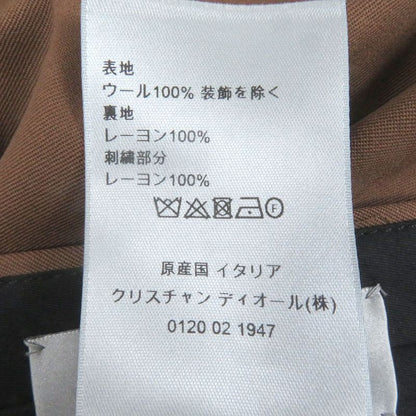 表地
ウール100% 装飾を除く
裏地
レーヨン100%
刺繍部分
レーヨン100%
F
原産国 イタリア
クリスチャン ディオール(株)
0120 02 1947